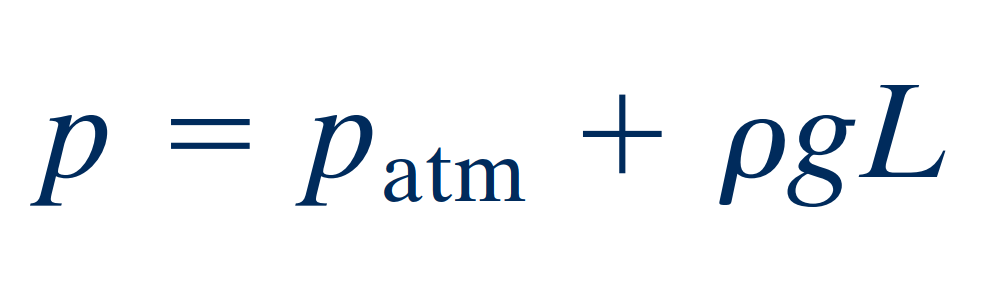 p = p_atm + ρgL